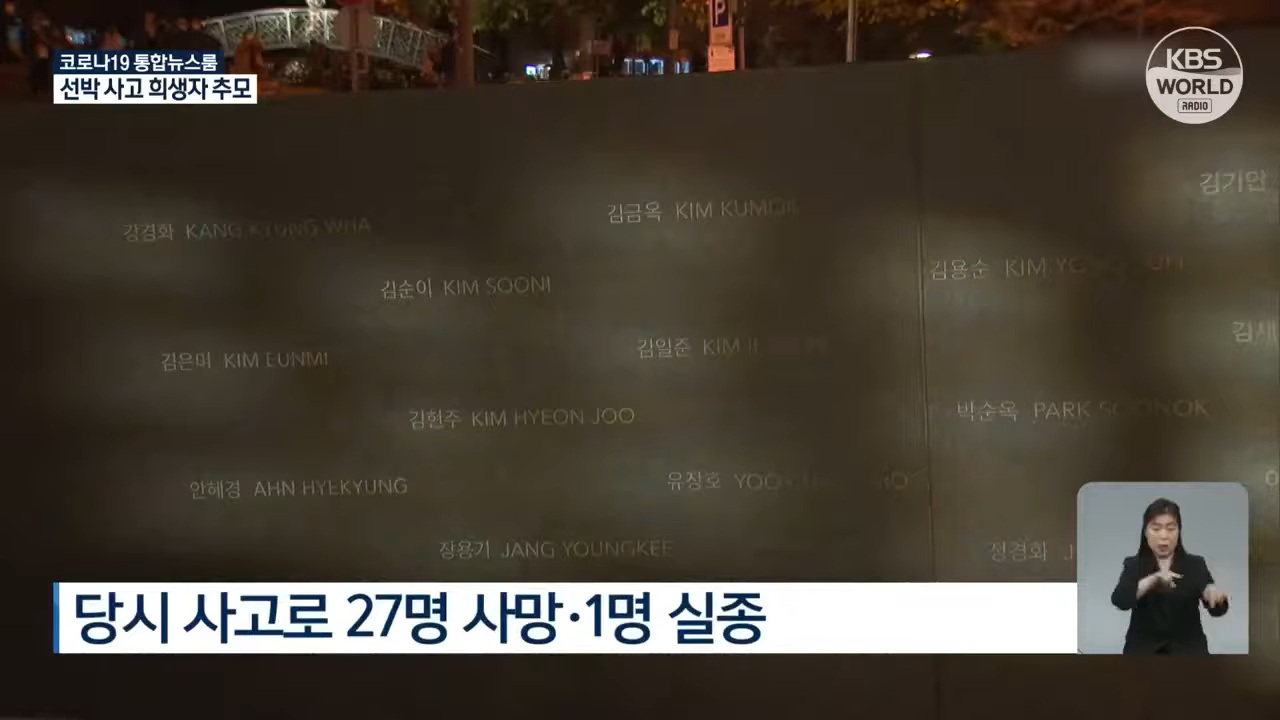 코로나19 통합뉴스룸
선박 사고 희생자 추모
KBS
WORLD
RADIO
P
김기안
김금옥 KIM
강경화 KANG KYUNG WHA
김용순 KIM
김순이 KIM SOONI
김일준 KIM
김은미 KIM EUNMI
박순옥 PARK
김현주 KIM HYEON JOO
유장호
안혜경 AHN HYEKYUNG
장용기 JANG YOUNGKEE
정경화
당시 사고로 27명 사망·1명 실종